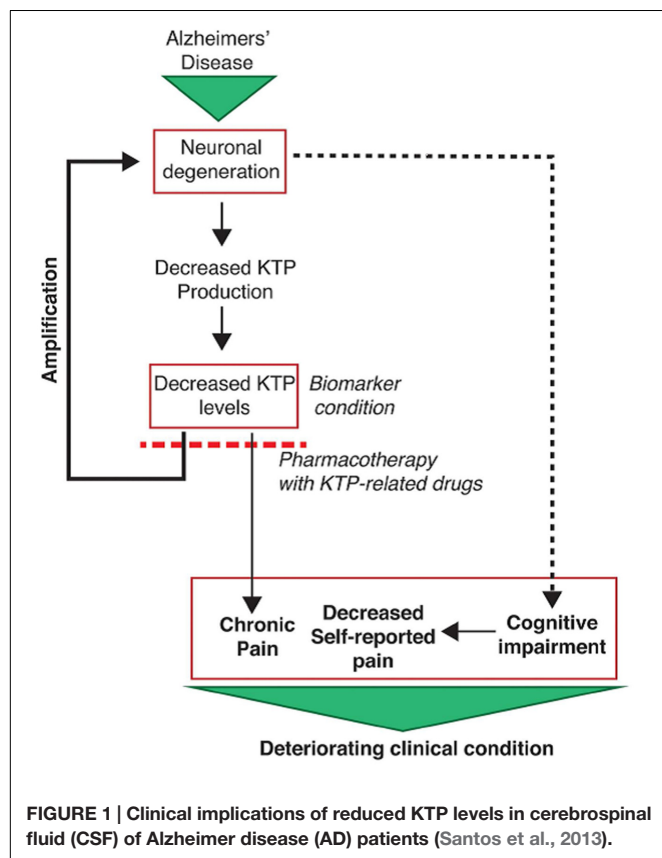 Alzheimers'
Disease
Neuronal
degeneration
Decreased KTP
Production
Amplification
Decreased KTP
levels
Biomarker
condition
Pharmacotherapy
with KTP-related drugs
Chronic
Pain
Decreased
Self-reported
pain
Cognitive
impairment
Deteriorating clinical condition
FIGURE 1 | Clinical implications of reduced KTP levels in cerebrospinal
fluid (CSF) of Alzheimer disease (AD) patients (Santos et al., 2013).